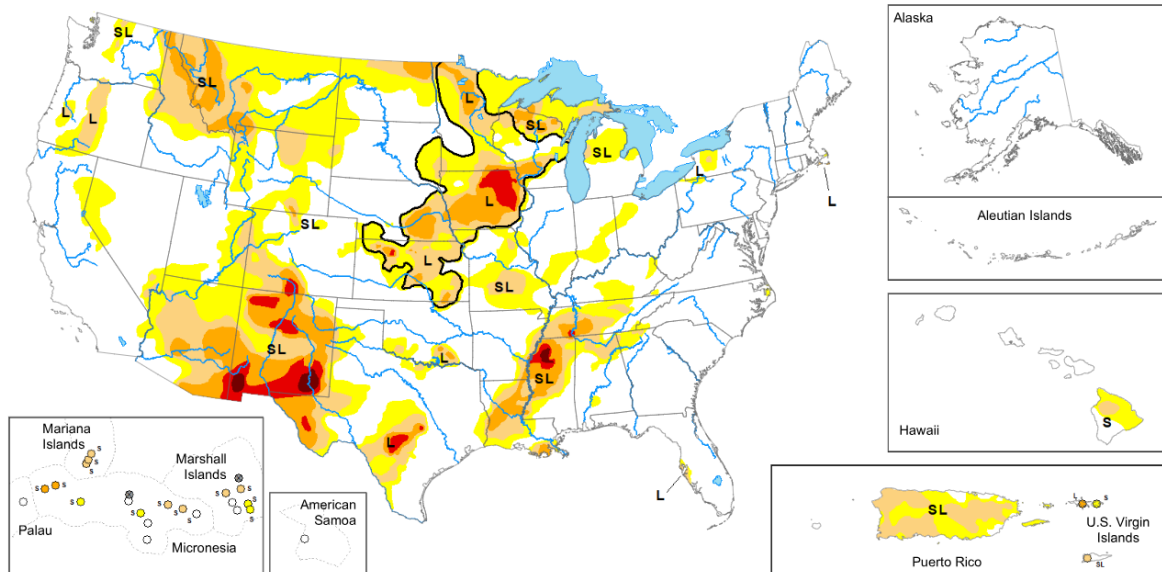 SL
SL
L
L
L
SL
SL
L
L
SL
L
SL
L
SL
L
L
SL
L
L
Alaska
Aleutian Islands
Hawaii
S
SL
L
S
U.S. Virgin
Islands
SL
Puerto Rico
Mariana
Islands
S
S
Marshall
Islands
S
S
S
S
S
S
S
S
Palau
Micronesia
American
Samoa